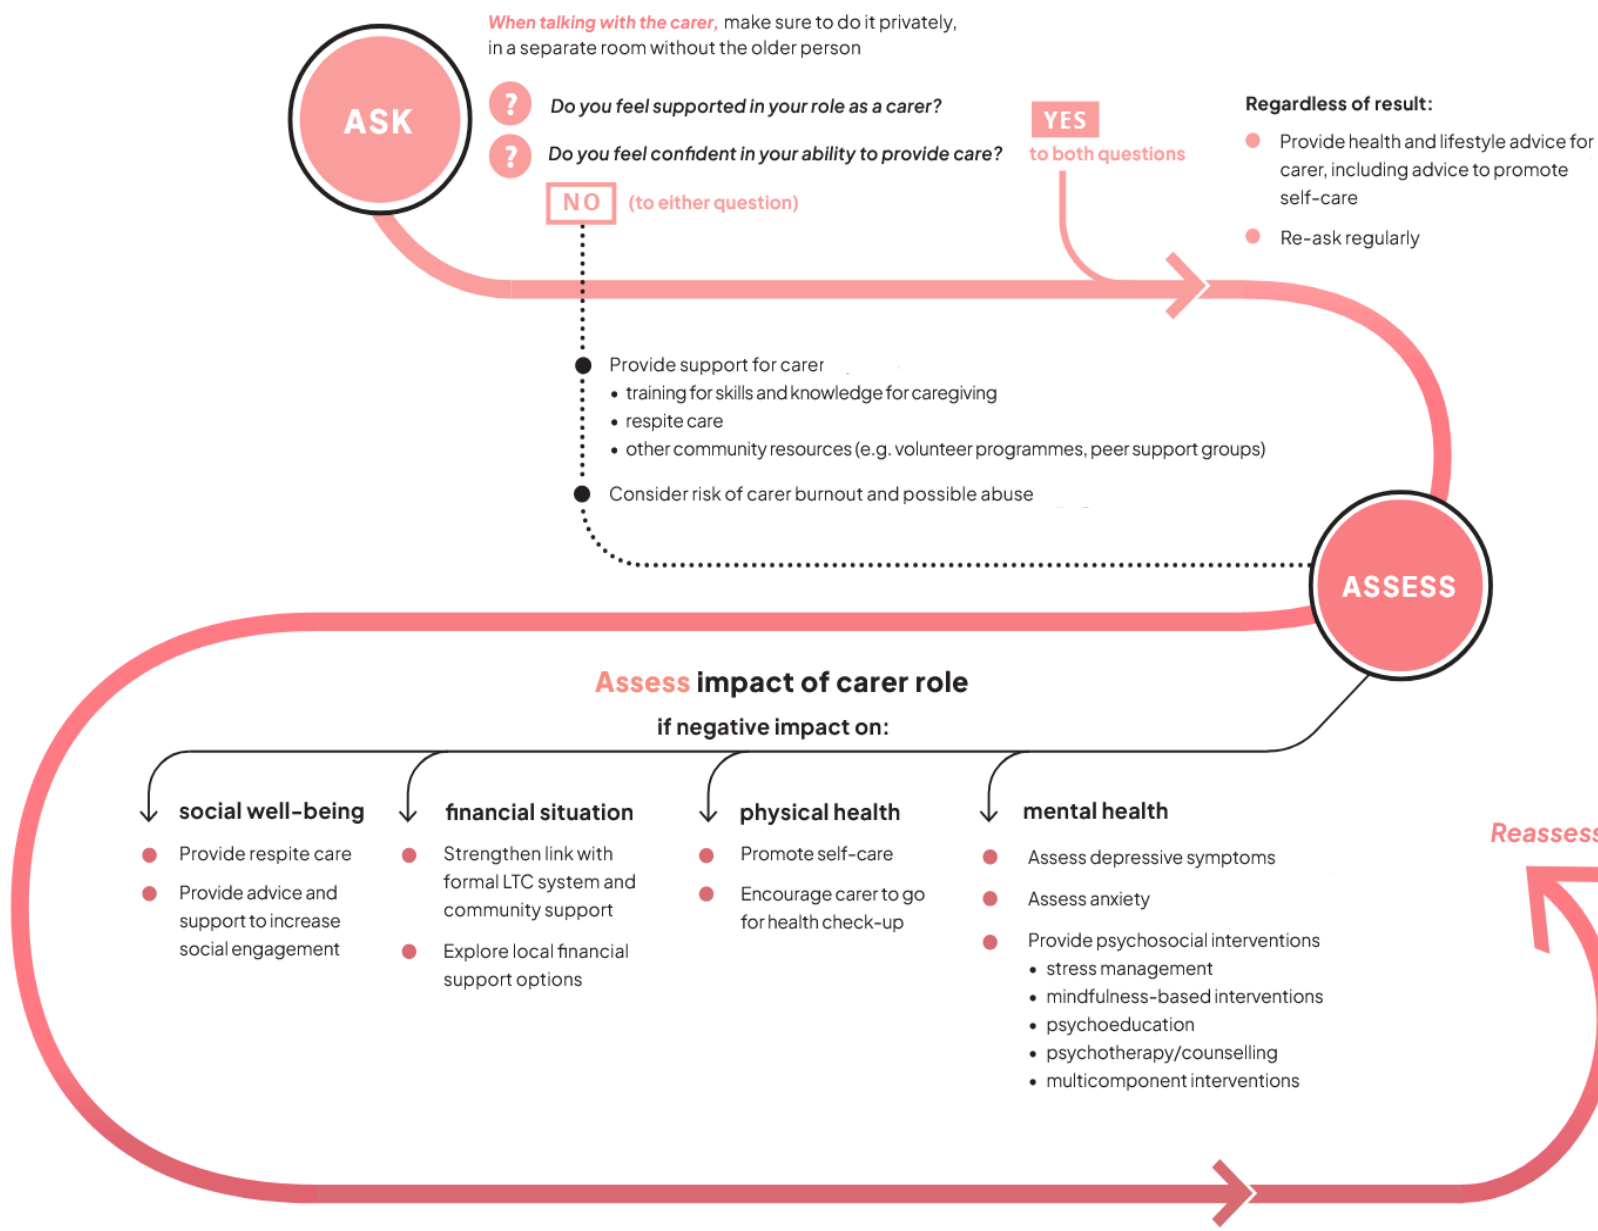 When talking with the carer, make sure to do it privately,
in a separate room without the older person
ASK
?
Do you feel supported in your role as a carer?
?
Do you feel confident in your ability to provide care?
NO (to either question)
YES
to both questions
Regardless of result:
Provide health and lifestyle advice for
carer, including advice to promote
self-care
Re-ask regularly
Provide support for carer
• training for skills and knowledge for caregiving
• respite care
• other community resources (e.g. volunteer programmes, peer support groups)
Consider risk of carer burnout and possible abuse
ASSESS
Assess impact of carer role
if negative impact on:
social well-being
Provide respite care
Provide advice and
support to increase
social engagement
financial situation
Strengthen link with
formal LTC system and
community support
Explore local financial
support options
physical health
Promote self-care
Encourage carer to go
for health check-up
mental health
Assess depressive symptoms
Assess anxiety
Provide psychosocial interventions
• stress management
• mindfulness-based interventions
• psychoeducation
• psychotherapy/counselling
• multicomponent interventions
Reassess